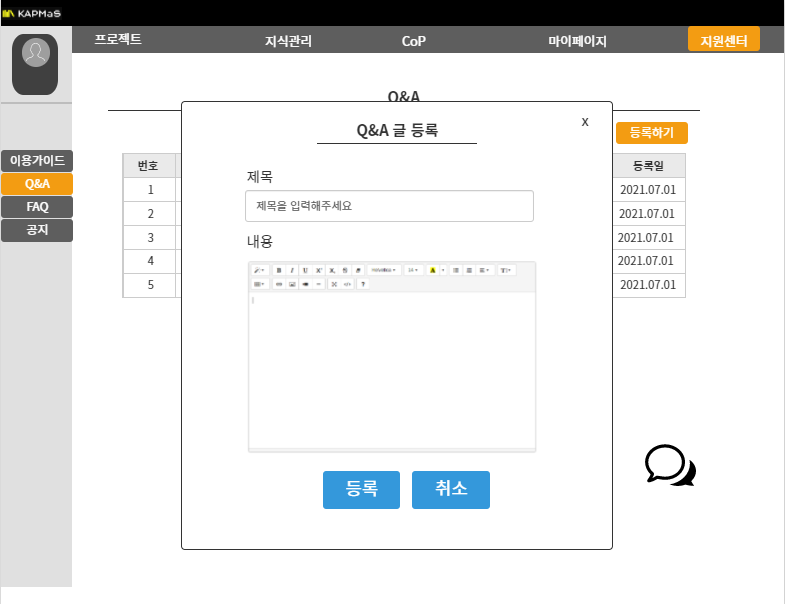 KAPMaS
프로젝트 지식관리 CoP 마이페이지 지원센터
Q&A
Q&A 글 등록 x
등록하기
번호 등록일
이용가이드
Q&A
FAQ
공지
1 2021.07.01
2 2021.07.01
3 2021.07.01
4 2021.07.01
5 2021.07.01
제목
제목을 입력해주세요
내용
등록 취소